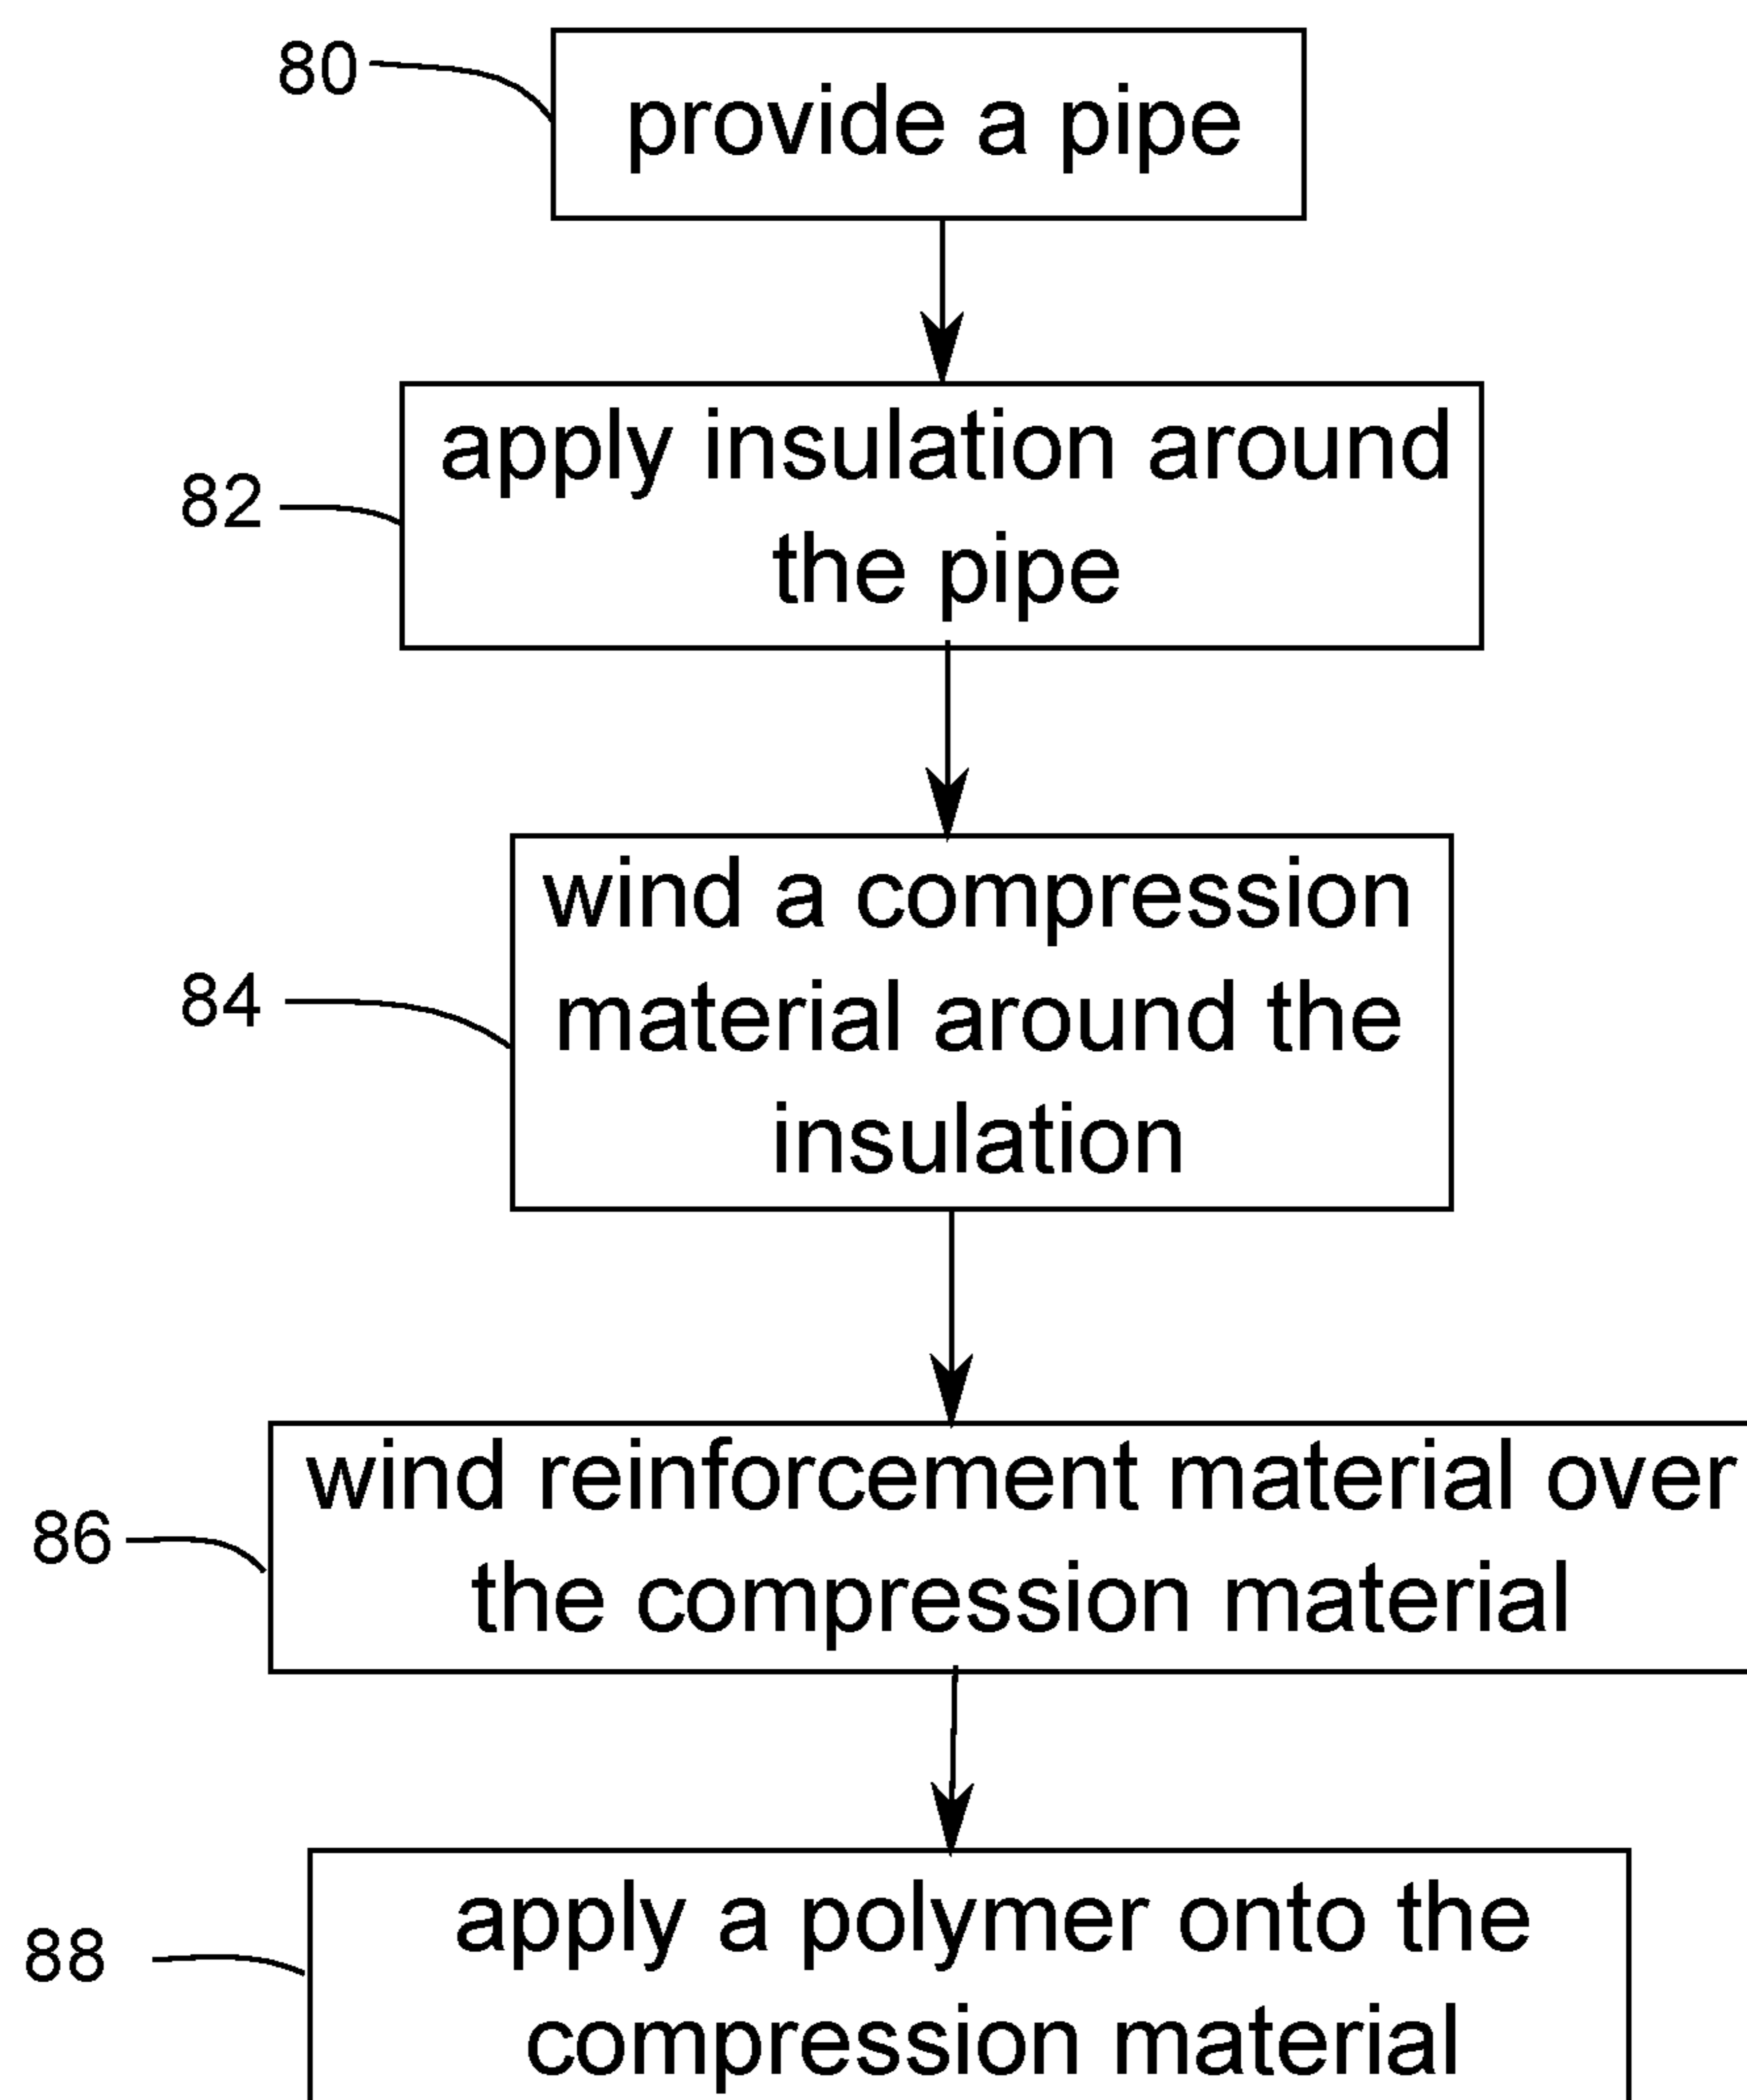 80
provide a pipe
82
apply insulation around
the pipe
84
wind a compression
material around the
insulation
86
wind reinforcement material over
the compression material
88
apply a polymer onto the
compression material